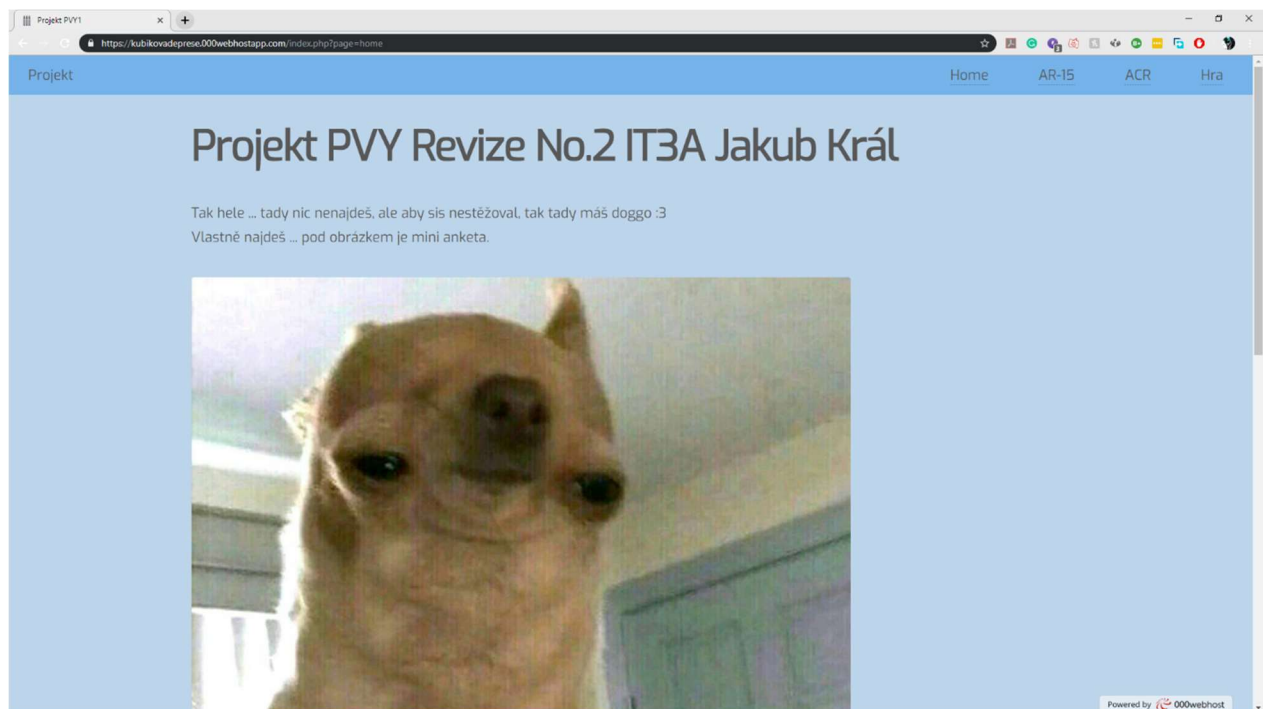 Projekt PVY1
https://kubikovadeprese.000webhostapp.com/index.php?page=home
Projekt Home AR-15 ACR Hra
Projekt PVY Revize No.2 IT3A Jakub Král
Tak hele ... tady nic nenajdeš, ale aby sis nestěžoval, tak tady máš doggo :3
Vlastně najdeš ... pod obrázkem je mini anketa.
Powered by 000webhost